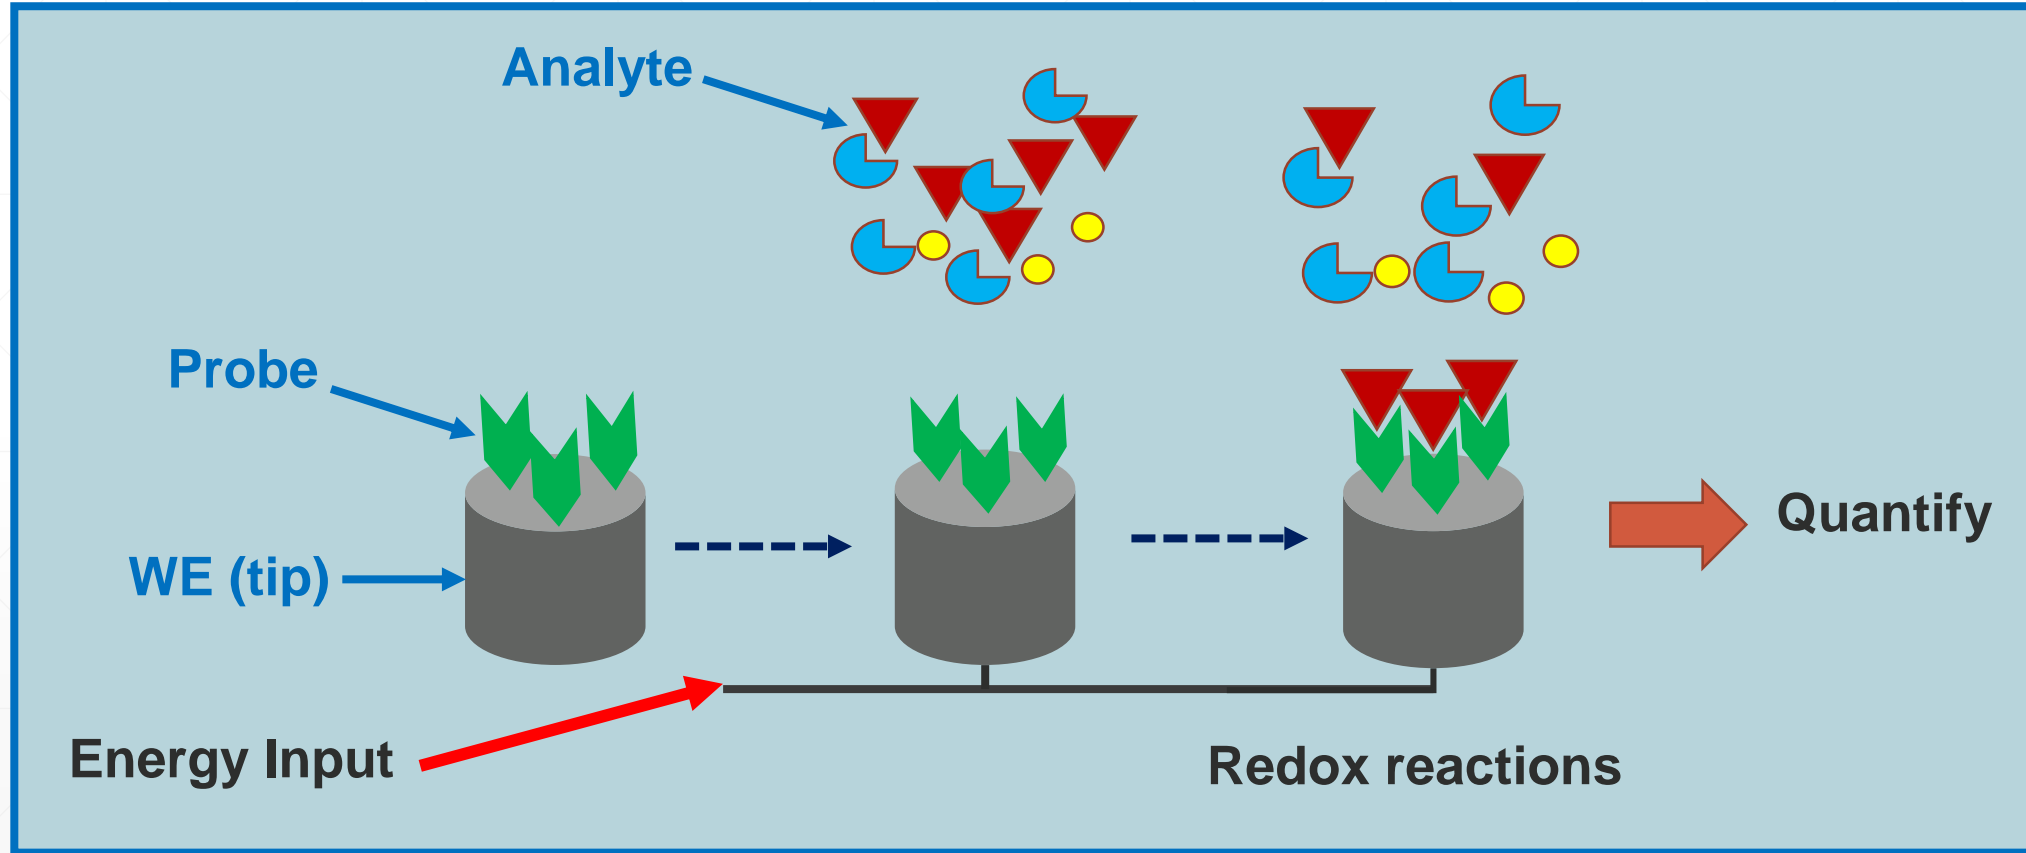 Analyte
Probe
Quantify
WE (tip)
Energy Input
Redox reactions